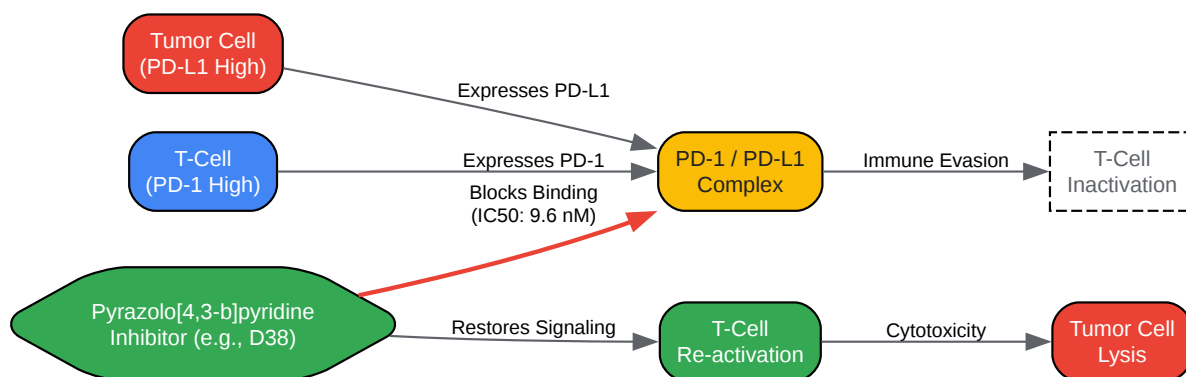 Tumor Cell
(PD-L1 High)
Expresses PD-L1
T-Cell
(PD-1 High)
Expresses PD-1
Blocks Binding
(IC50: 9.6 nM)
PD-1 / PD-L1
Complex
Immune Evasion
T-Cell
Inactivation
Pyrazolo[4,3-b]pyridine
Inhibitor (e.g., D38)
Restores Signaling
T-Cell
Re-activation
Cytotoxicity
Tumor Cell
Lysis